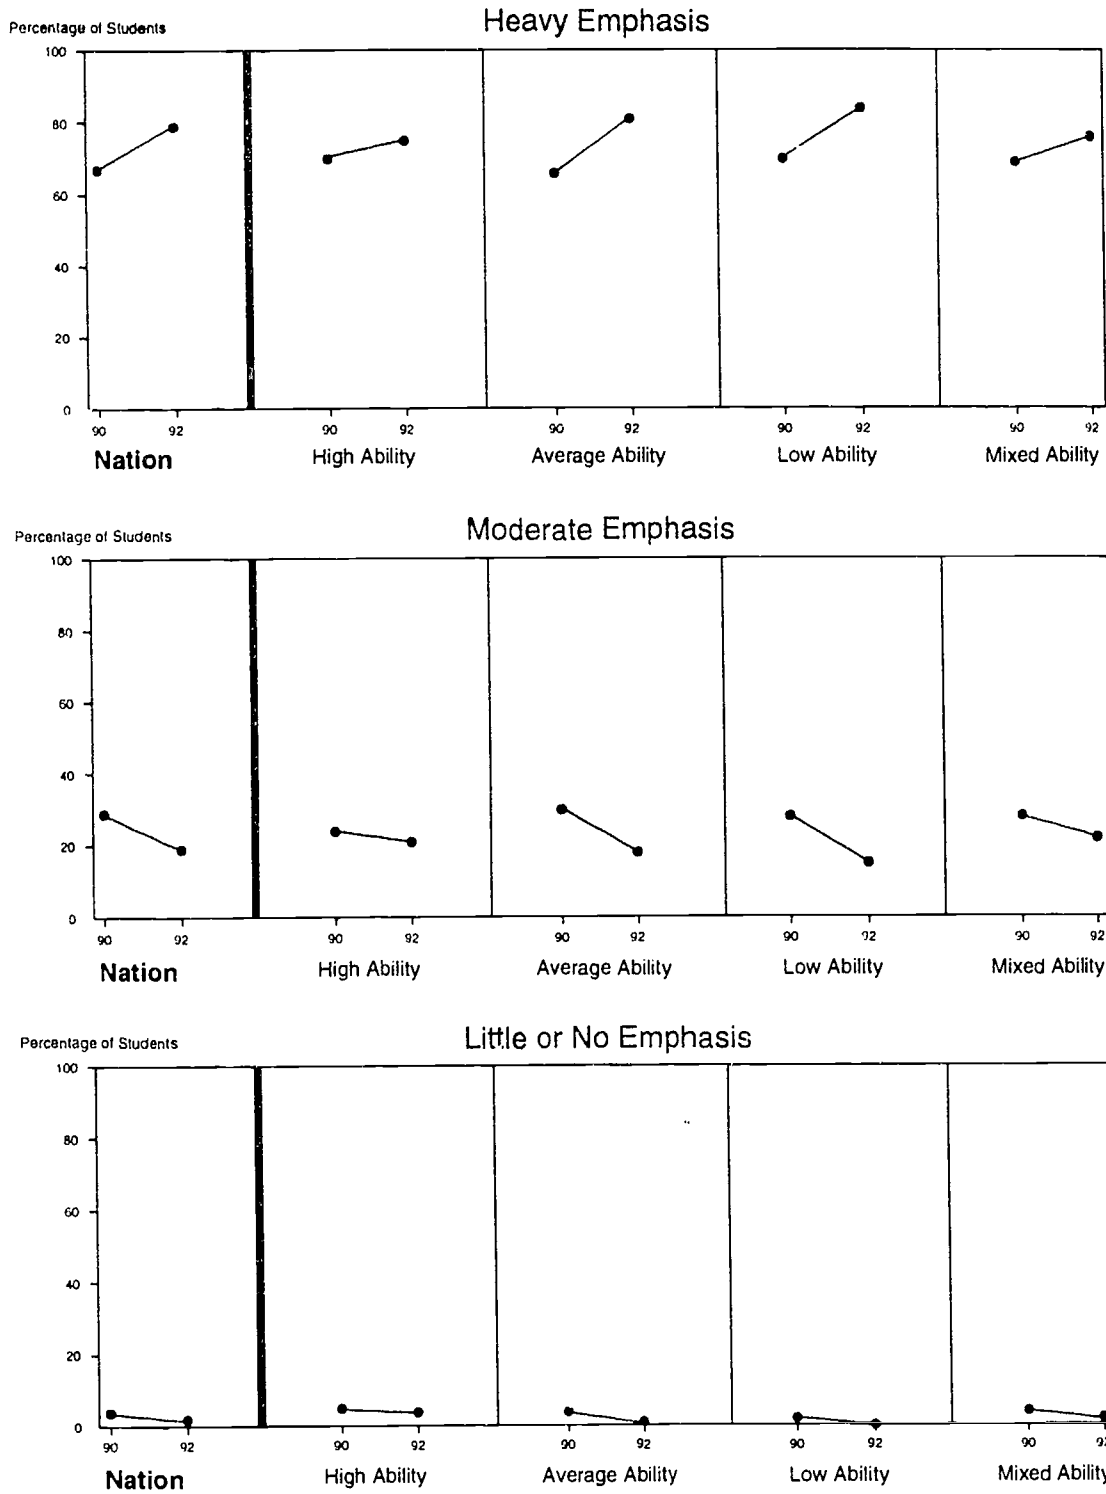 Heavy Emphasis
Percentage of Students
100
80
60
40
20
0
90 92 90 92 90 92 90 92 90 92
Nation High Ability Average Ability Low Ability Mixed Ability
Moderate Emphasis
Percentage of Students
100
80
60
40
20
0
90 92 90 92 90 92 90 92 90 92
Nation High Ability Average Ability Low Ability Mixed Ability
Little or No Emphasis
Percentage of Students
100
80
60
40
20
0
90 92 90 92 90 92 90 92 90 92
Nation High Ability Average Ability Low Ability Mixed Ability